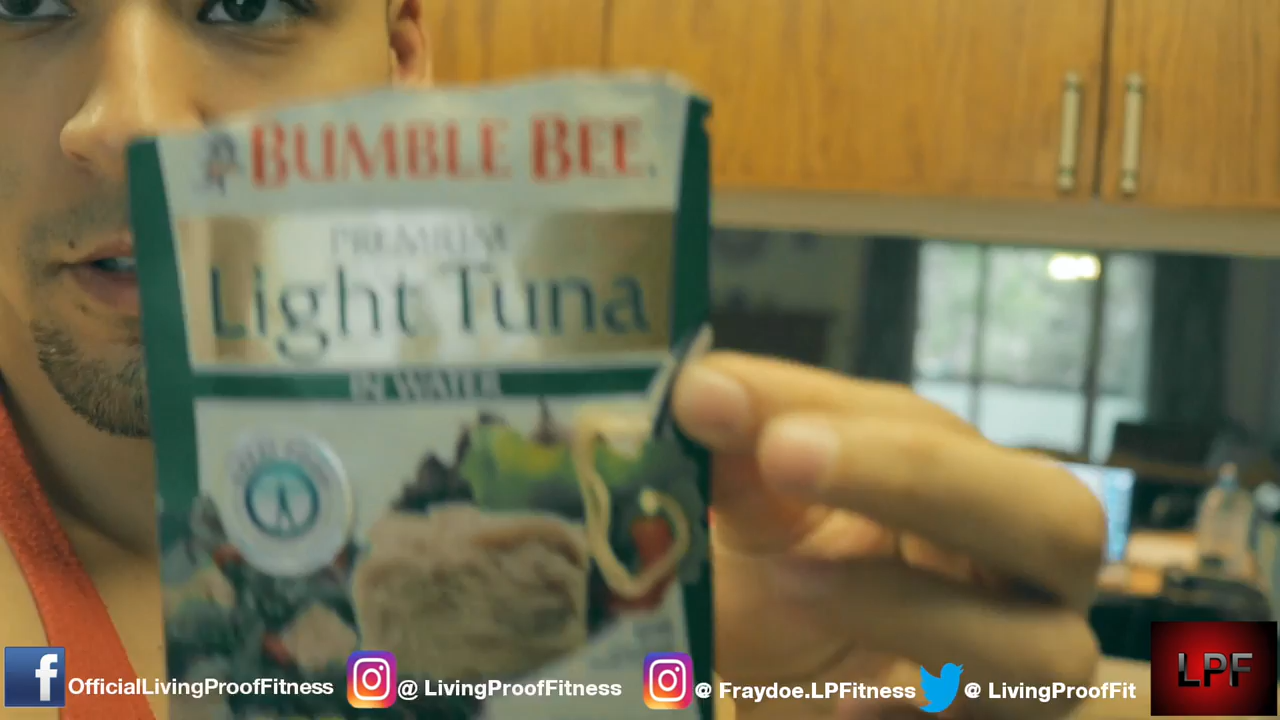 BUMBLE BEE
PREMIUM
Light Tuna
IN WATER
f OfficialLivingProofFitness
@ LivingProofFitness
@ Fraydoe.LPFitness
@ LivingProofFit
LPF